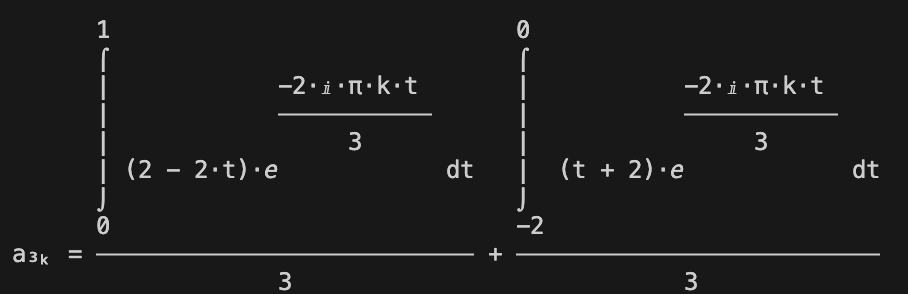 1 0
-2·ⅈ·π·k·t -2·ⅈ·π·k·t
3 3
(2 - 2·t)·e dt (t + 2)·e dt
0 -2
a₃ₖ = +
3 3